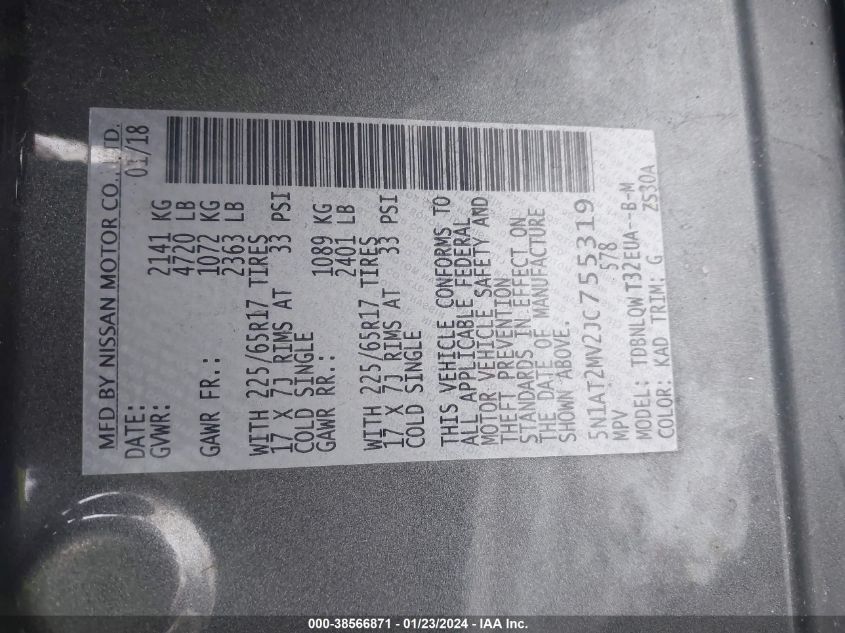 MFD BY NISSAN MOTOR CO., LTD.
DATE: 01/18
GVWR: 2141 KG
4720 LB
GAWR FR.: 1072 KG
2363 LB
WITH 225/65R17 TIRES
17 X 7J RIMS AT 33 PSI
COLD SINGLE
GAWR RR.: 1089 KG
2401 LB
WITH 225/65R17 TIRES
17 X 7J RIMS AT 33 PSI
COLD SINGLE
THIS VEHICLE CONFORMS TO
ALL APPLICABLE FEDERAL
MOTOR VEHICLE SAFETY AND
THEFT PREVENTION
STANDARDS IN EFFECT ON
THE DATE OF MANUFACTURE
SHOWN ABOVE.
5N1AT2MV2JC755319
MPV 578
MODEL: TDBNLQWT32EUA--B-M
COLOR: KAD TRIM: G ZS30A
000-38566871 - 01/23/2024 - IAA Inc.